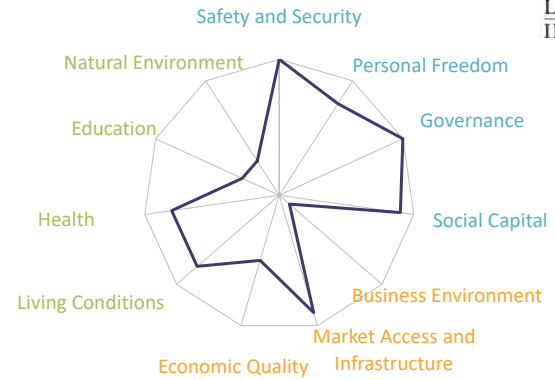 Safety and Security
Natural Environment
Personal Freedom
Education
Governance
Health
Social Capital
Living Conditions
Business Environment
Economic Quality
Market Access and
Infrastructure